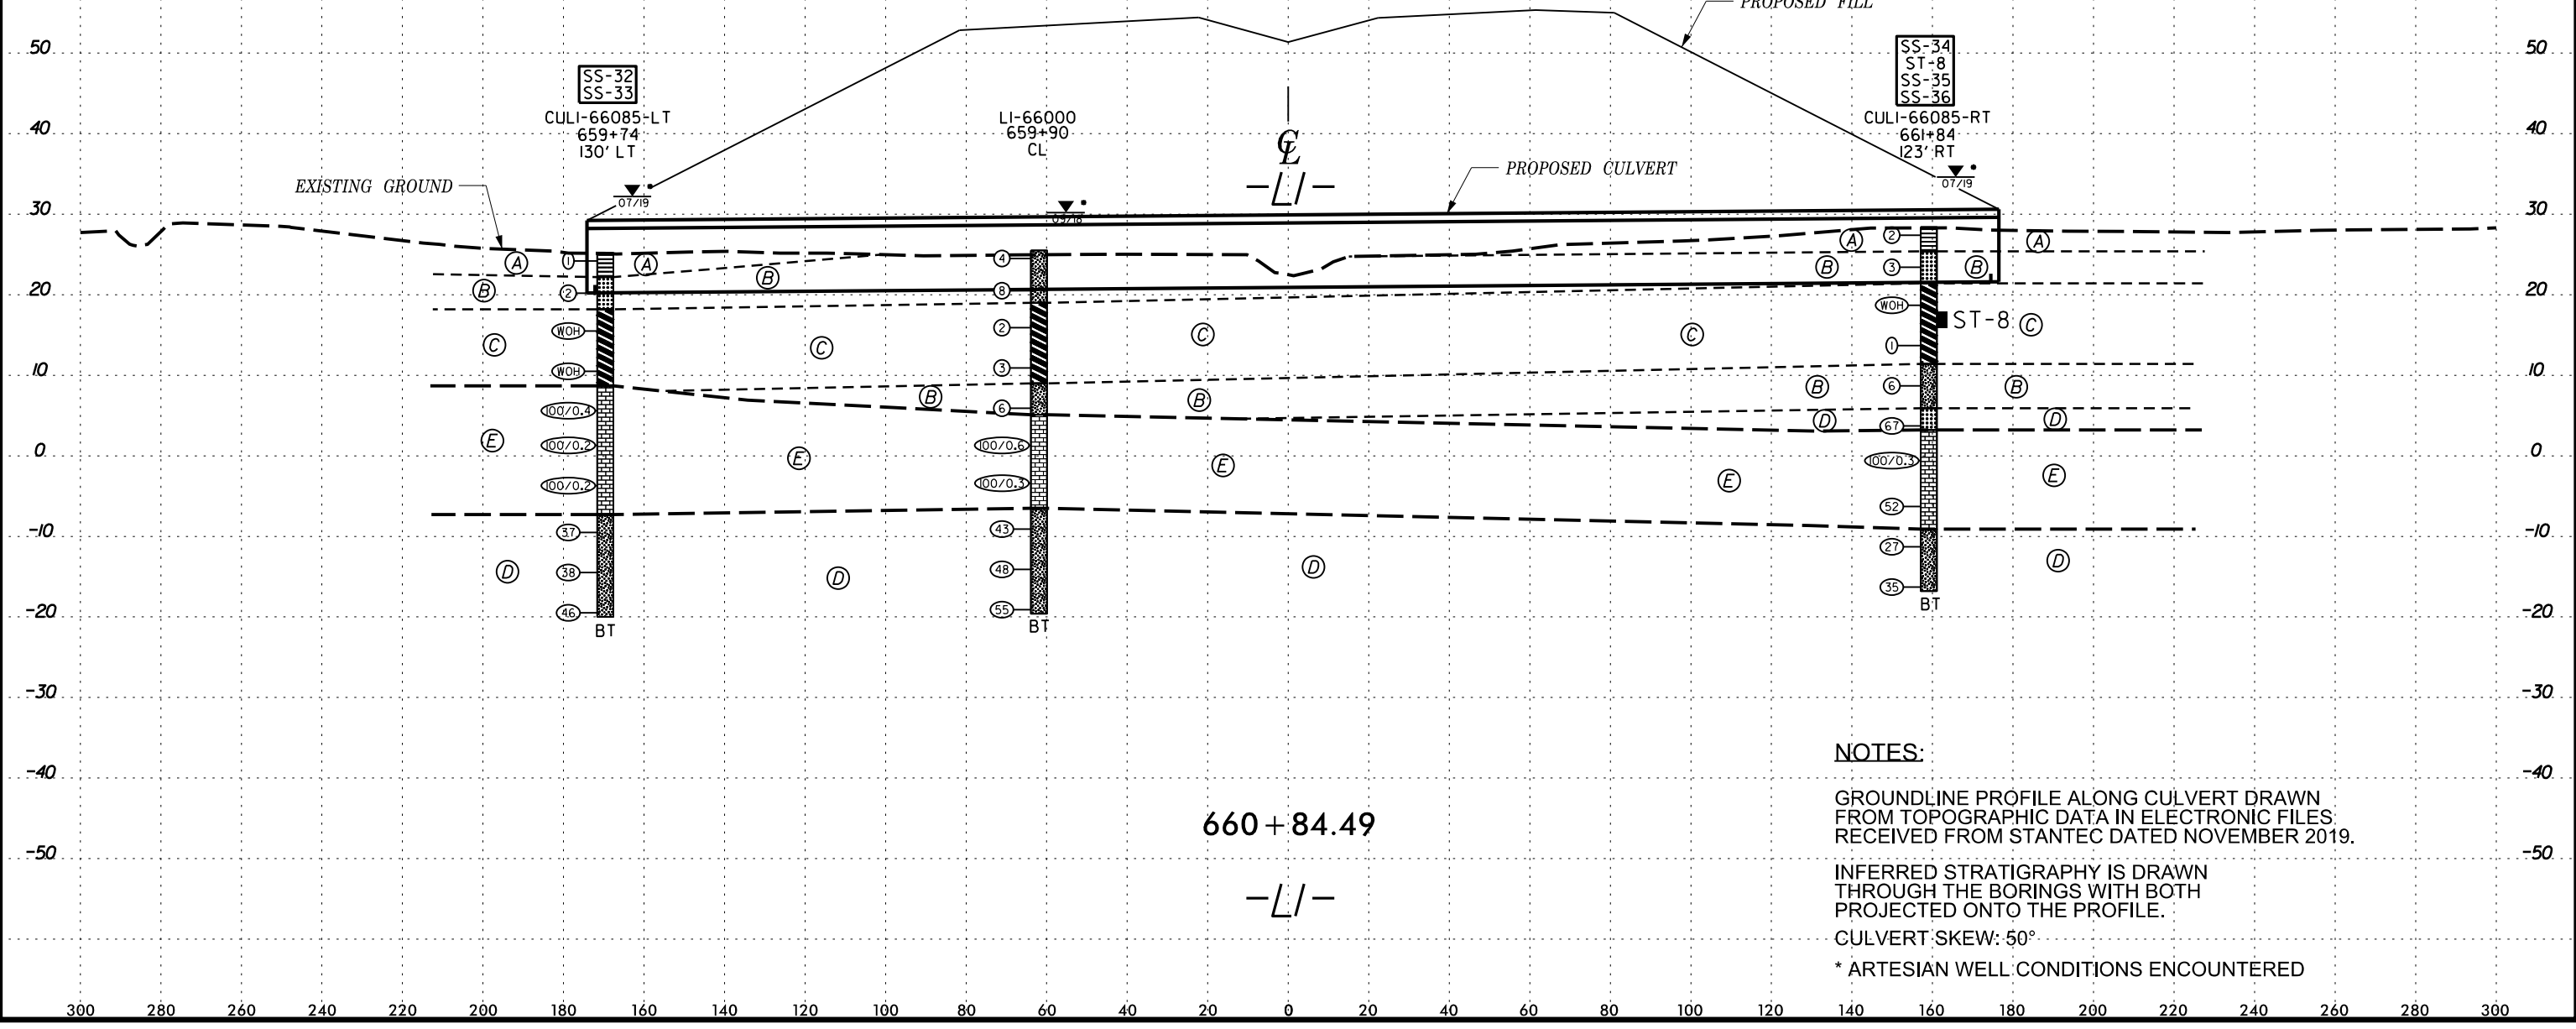 PROPOSED FILL
50
50
SS-34
ST-8
SS-35
SS-36
SS-32
SS-33
CULI-66085-LT
659+74
130' LT
LI-66000
659+90
CL
CULI-66085-RT
661+84
123' RT
40
40
℄
-L1-
PROPOSED CULVERT
EXISTING GROUND
07/19
09/18
07/19
30
30
1
A
A
B
4
A
2
A
B
2
B
8
B
3
B
20
20
WOH
C
C
2
C
C
WOH
ST-8
C
1
WOH
3
10
10
100/0.4
B
6
B
B
6
B
D
67
D
100/0.2
E
E
100/0.6
E
100/0.3
0
0
100/0.2
100/0.3
E
52
E
-10
-10
37
43
27
38
D
D
48
D
35
D
46
55
-20
-20
BT
BT
BT
-30
-30
-40
-40
-50
-50
660+84.49
-L1-
NOTES:
GROUNDLINE PROFILE ALONG CULVERT DRAWN
FROM TOPOGRAPHIC DATA IN ELECTRONIC FILES
RECEIVED FROM STANTEC DATED NOVEMBER 2019.
INFERRED STRATIGRAPHY IS DRAWN
THROUGH THE BORINGS WITH BOTH
PROJECTED ONTO THE PROFILE.
CULVERT SKEW: 50°
* ARTESIAN WELL CONDITIONS ENCOUNTERED
300 280 260 240 220 200 180 160 140 120 100 80 60 40 20 0 20 40 60 80 100 120 140 160 180 200 220 240 260 280 300